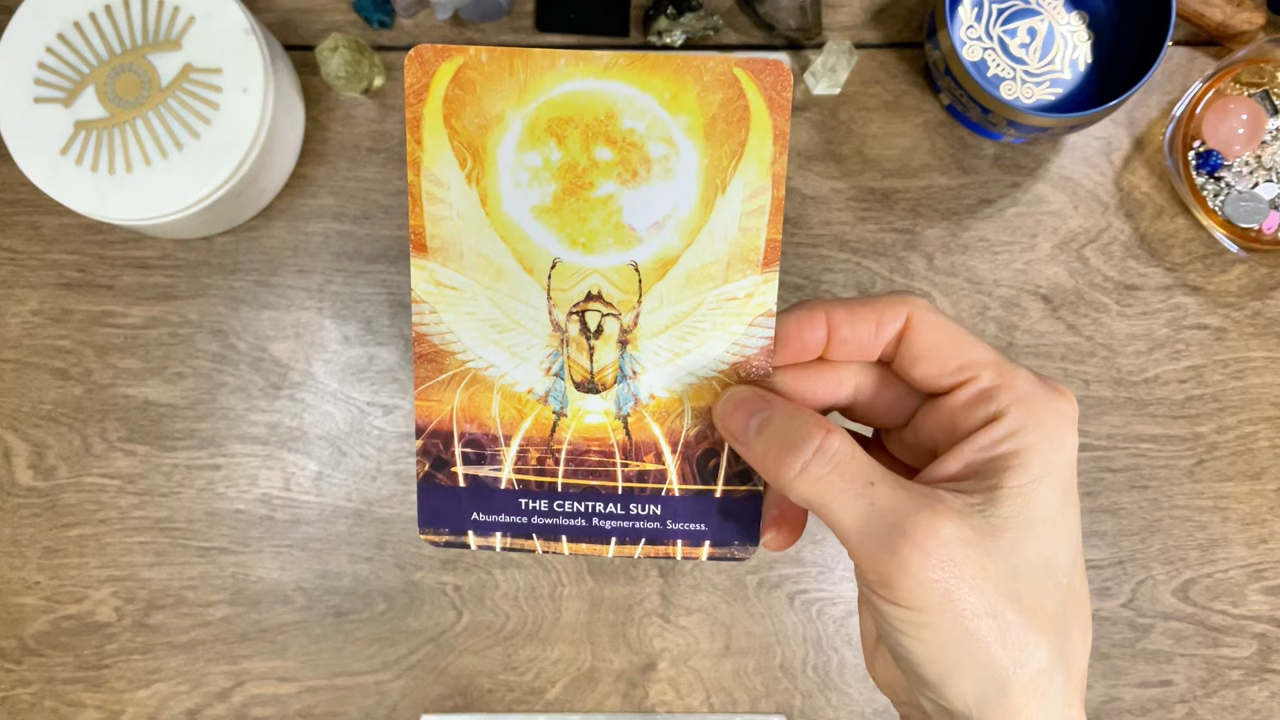 THE CENTRAL SUN
Abundance downloads. Regeneration. Success.